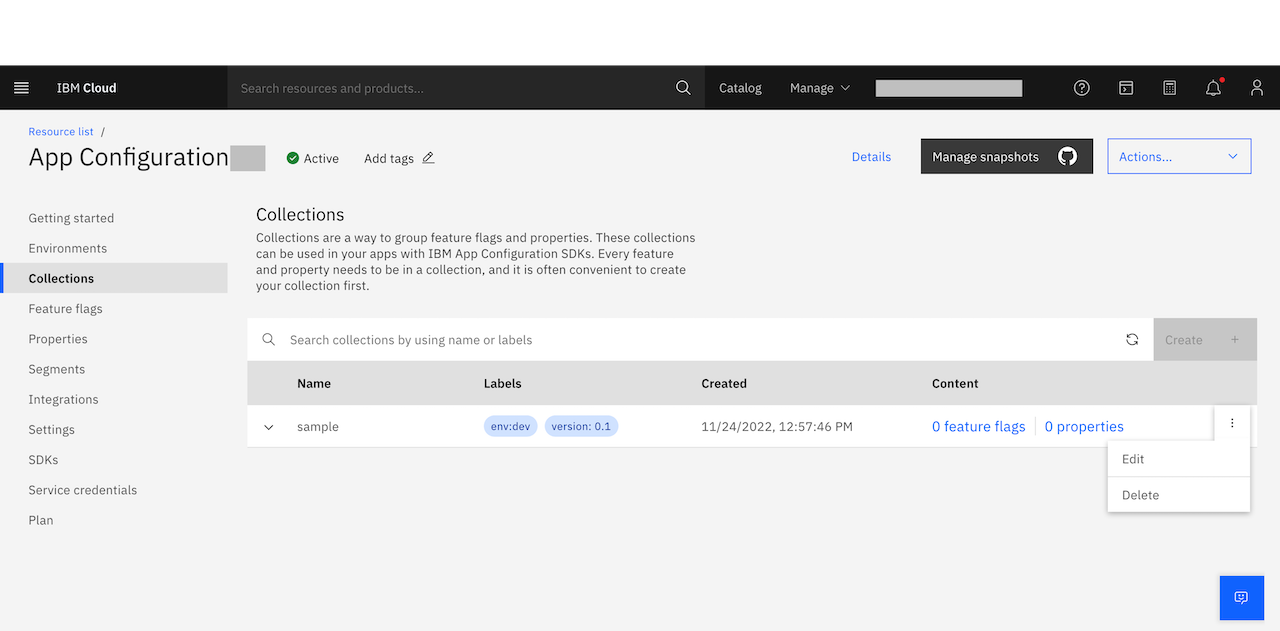 IBM Cloud
Search resources and products...
Catalog
Manage
Resource list /
App Configuration
Active
Add tags
Details
Manage snapshots
Actions...
Getting started
Environments
Collections
Feature flags
Properties
Segments
Integrations
Settings
SDKs
Service credentials
Plan
Collections
Collections are a way to group feature flags and properties. These collections
can be used in your apps with IBM App Configuration SDKs. Every feature
and property needs to be in a collection, and it is often convenient to create
your collection first.
Search collections by using name or labels
Create +
Name Labels Created Content
sample env:dev version: 0.1 11/24/2022, 12:57:46 PM 0 feature flags 0 properties
Edit
Delete